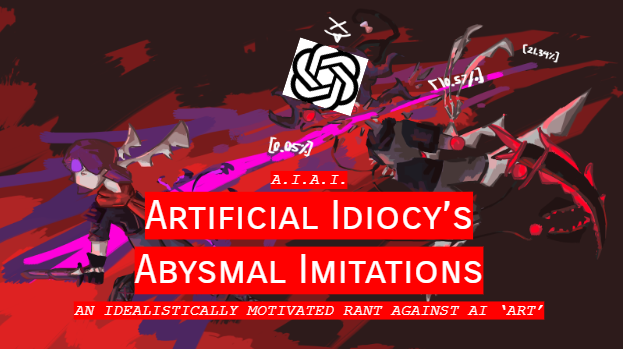 [21.34%]
[10.57%]
[0.05%]
A.I.A.I.
Artificial Idiocy's
Abysmal Imitations
AN IDEALISTICALLY MOTIVATED RANT AGAINST AI ‘ART’